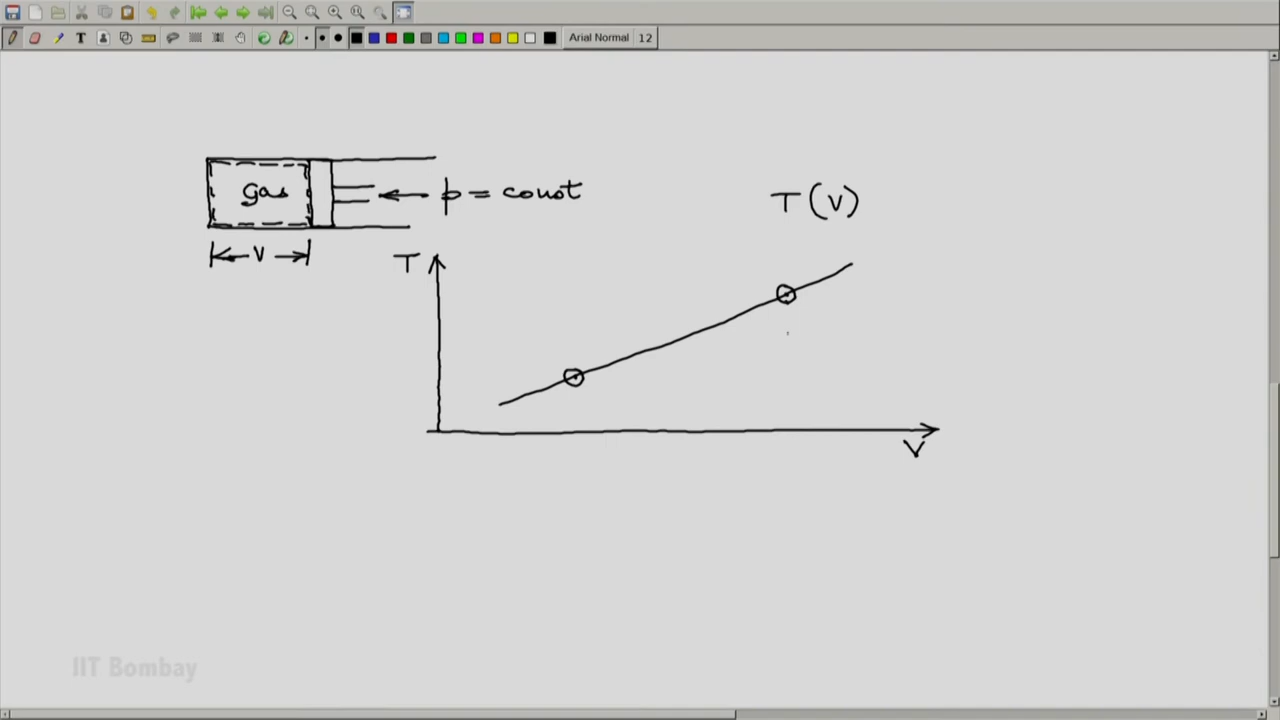 Arial Normal 12
gas p = const
T(V)
V
T
V
IIT Bombay